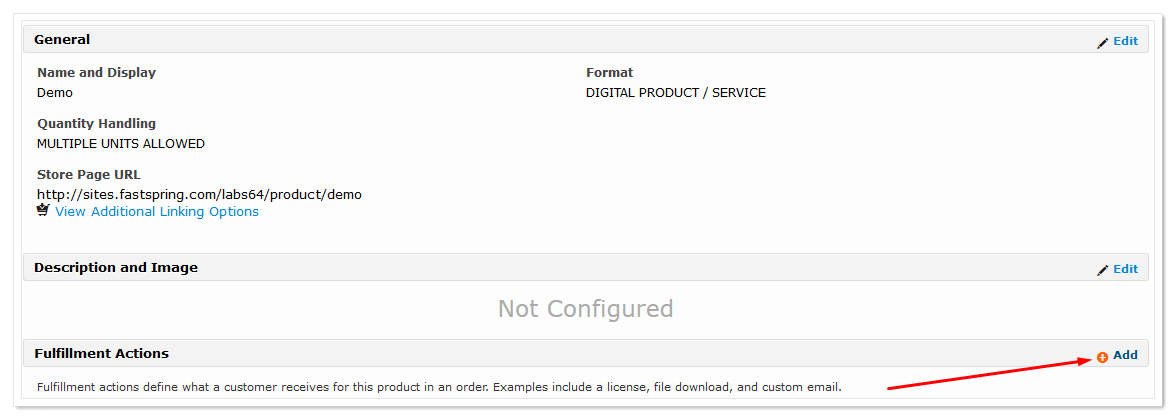 General
Edit
Name and Display
Format
Demo
DIGITAL PRODUCT / SERVICE
Quantity Handling
MULTIPLE UNITS ALLOWED
Store Page URL
http://sites.fastspring.com/labs64/product/demo
View Additional Linking Options
Description and Image
Edit
Not Configured
Fulfillment Actions
Add
Fulfillment actions define what a customer receives for this product in an order. Examples include a license, file download, and custom email.